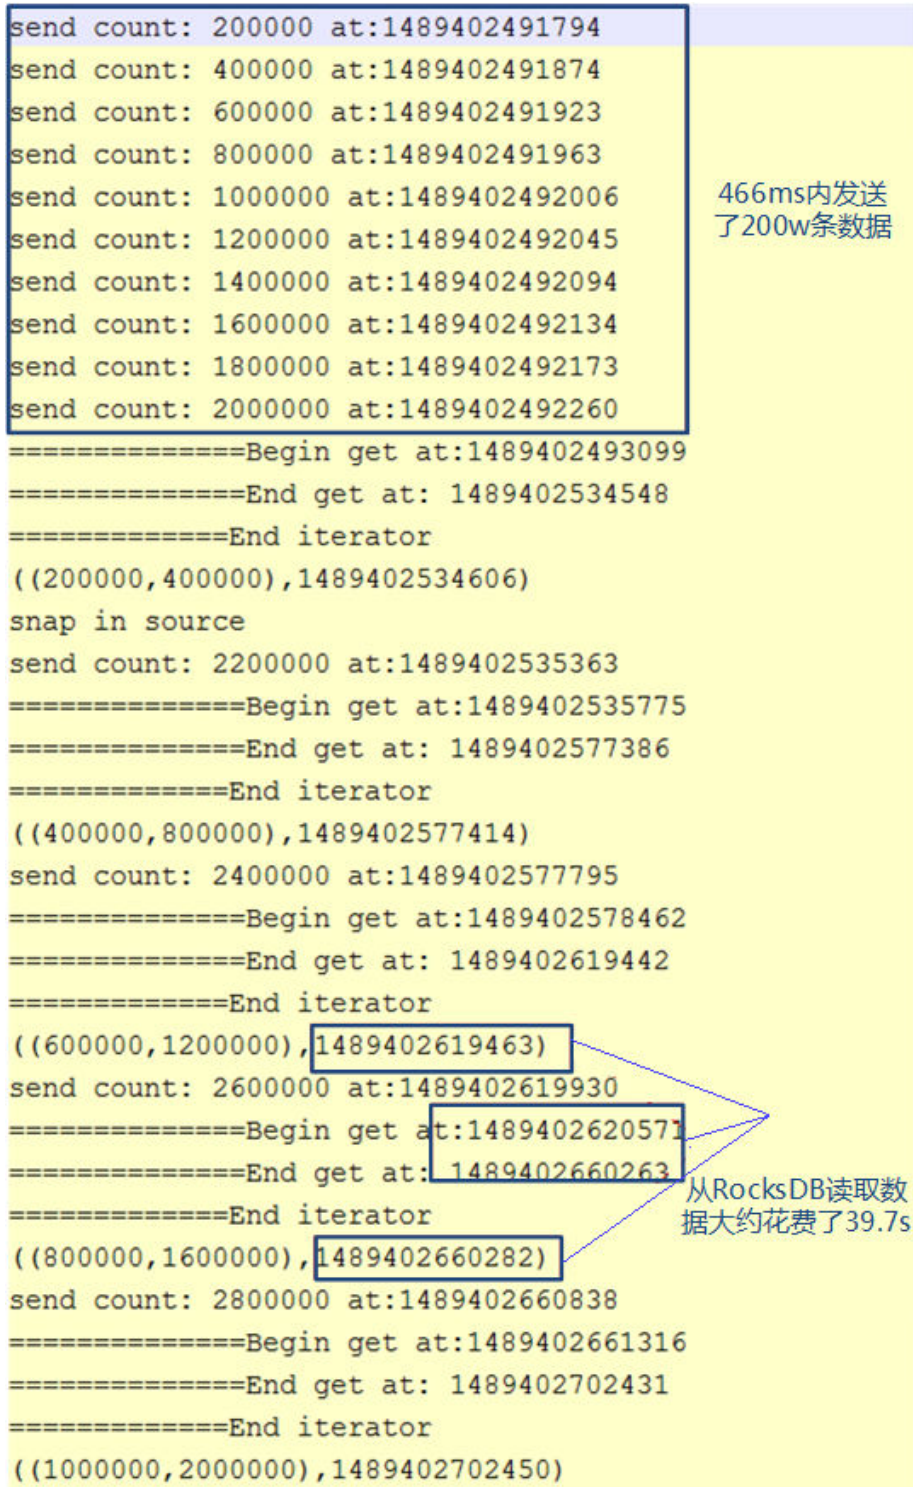 send count: 200000 at:1489402491794
send count: 400000 at:1489402491874
send count: 600000 at:1489402491923
send count: 800000 at:1489402491963
send count: 1000000 at:1489402492006
send count: 1200000 at:1489402492045
send count: 1400000 at:1489402492094
send count: 1600000 at:1489402492134
send count: 1800000 at:1489402492173
send count: 2000000 at:1489402492260
466ms内发送
了200w条数据
==============Begin get at:1489402493099
==============End get at: 1489402534548
=============End iterator
((200000,400000),1489402534606)
snap in source
send count: 2200000 at:1489402535363
==============Begin get at:1489402535775
==============End get at: 1489402577386
=============End iterator
((400000,800000),1489402577414)
send count: 2400000 at:1489402577795
==============Begin get at:1489402578462
==============End get at: 1489402619442
=============End iterator
((600000,1200000),1489402619463)
send count: 2600000 at:1489402619930
==============Begin get at:1489402620571
==============End get at: 1489402660263
=============End iterator
((800000,1600000),1489402660282)
从RocksDB读取数
据大约花费了39.7s
send count: 2800000 at:1489402660838
==============Begin get at:1489402661316
==============End get at: 1489402702431
=============End iterator
((1000000,2000000),1489402702450)